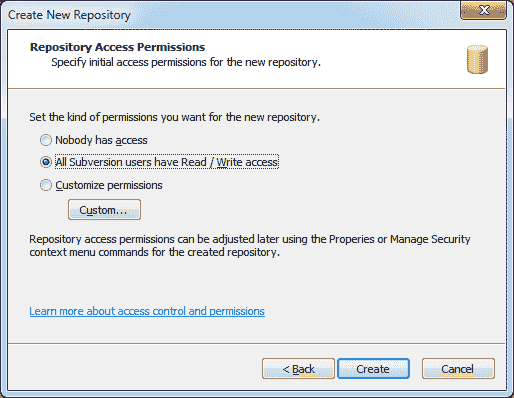 Create New Repository
X
Repository Access Permissions
Specify initial access permissions for the new repository.
Set the kind of permissions you want for the new repository.
Nobody has access
All Subversion users have Read / Write access
Customize permissions
Custom...
Repository access permissions can be adjusted later using the Properies or Manage Security
context menu commands for the created repository.
Learn more about access control and permissions
< Back
Create
Cancel